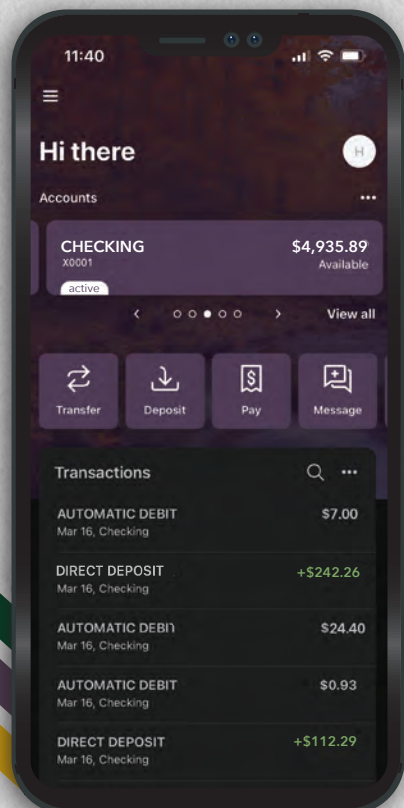 11:40
Hi there
H
Accounts
CHECKING $4,935.89
X0001 Available
active
View all
Transfer Deposit Pay Message
Transactions
AUTOMATIC DEBIT $7.00
Mar 16, Checking
DIRECT DEPOSIT +$242.26
Mar 16, Checking
AUTOMATIC DEBIT $24.40
Mar 16, Checking
AUTOMATIC DEBIT $0.93
Mar 16, Checking
DIRECT DEPOSIT +$112.29
Mar 16, Checking